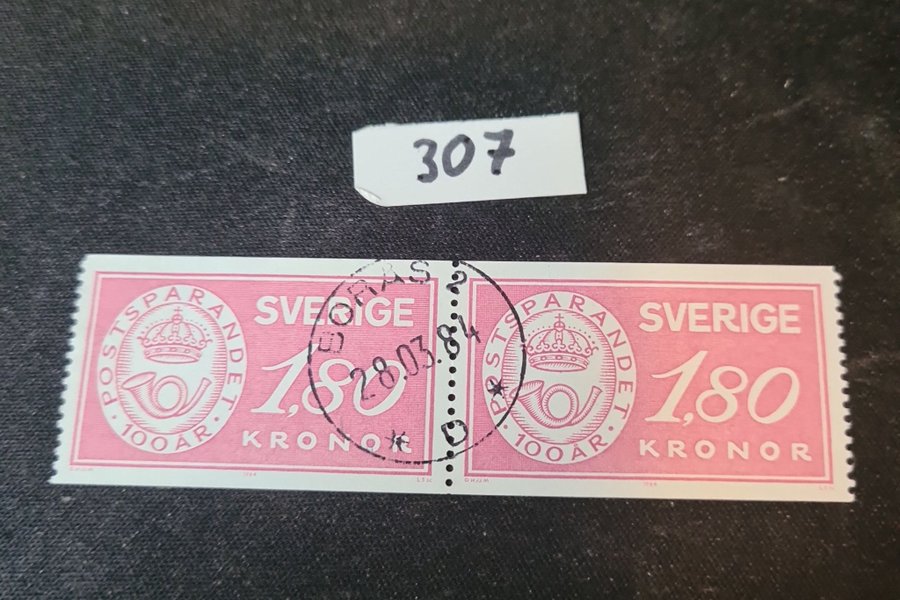 307
SVERIGE
1,80
KRONOR
POSTSPARANDET
· 100 ÅR ·
BORÅS 2
28.03.84
* D *
SVERIGE
1,80
KRONOR
POSTSPARANDET
· 100 ÅR ·